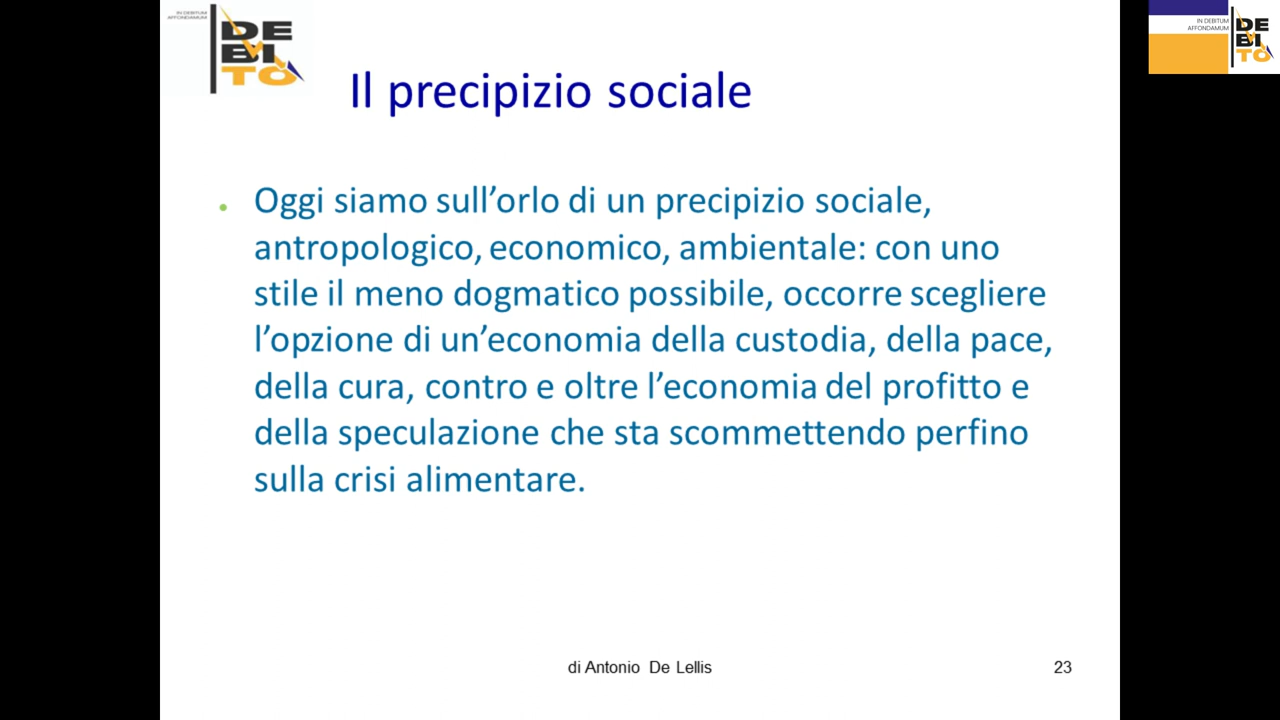 IN DEBITUM
AFFONDAMUM
DE
BI
TO
IN DEBITUM
AFFONDAMUM
DE
BI
TO
Il precipizio sociale
Oggi siamo sull’orlo di un precipizio sociale,
antropologico, economico, ambientale: con uno
stile il meno dogmatico possibile, occorre scegliere
l’opzione di un’economia della custodia, della pace,
della cura, contro e oltre l’economia del profitto e
della speculazione che sta scommettendo perfino
sulla crisi alimentare.
di Antonio De Lellis
23